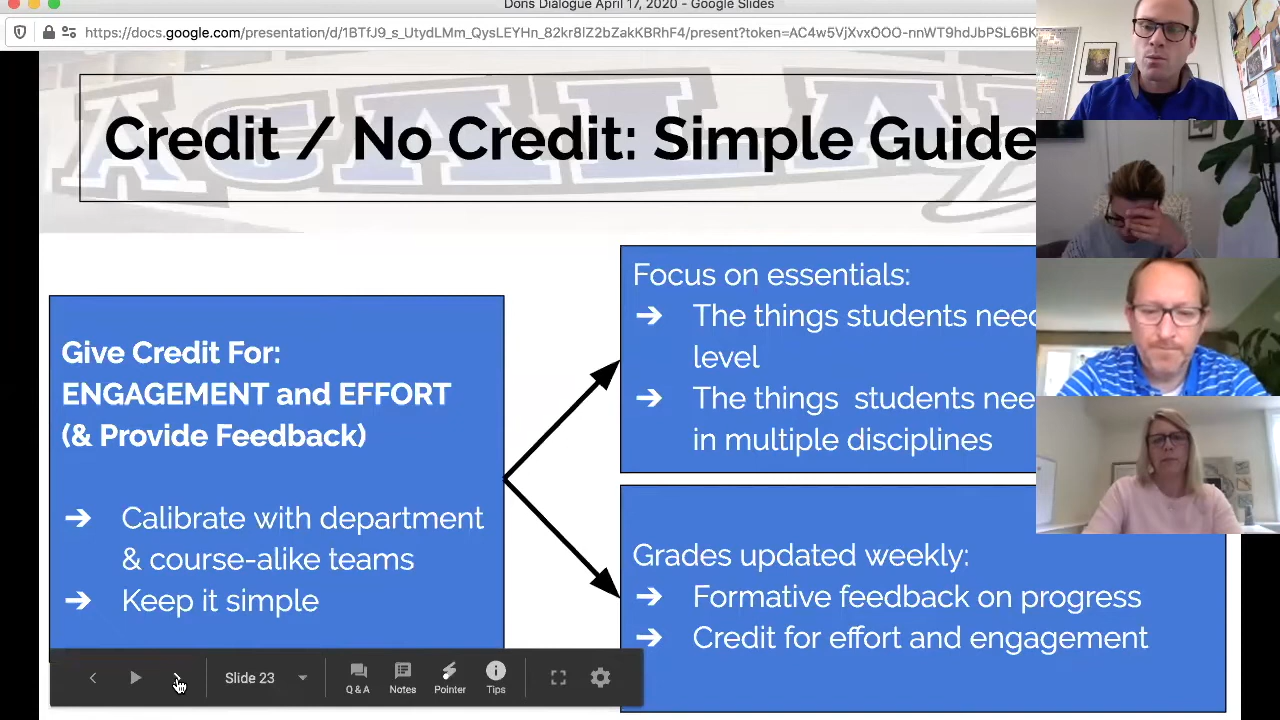 Dons Dialogue April 17, 2020 - Google Slides
https://docs.google.com/presentation/d/1BTfJ9_s_UtydLMm_QysLEYHn_82kr8lZ2bZakKBRhF4/present?token=AC4w5VjXvxOOO-nnWT9hdJbPSL6BK
ACALA
Credit / No Credit: Simple Guide
Give Credit For:
ENGAGEMENT and EFFORT
(& Provide Feedback)
➔ Calibrate with department
& course-alike teams
➔ Keep it simple
Focus on essentials:
➔ The things students need
level
➔ The things students nee
in multiple disciplines
Grades updated weekly:
➔ Formative feedback on progress
➔ Credit for effort and engagement
Slide 23
Q & A
Notes
Pointer
Tips